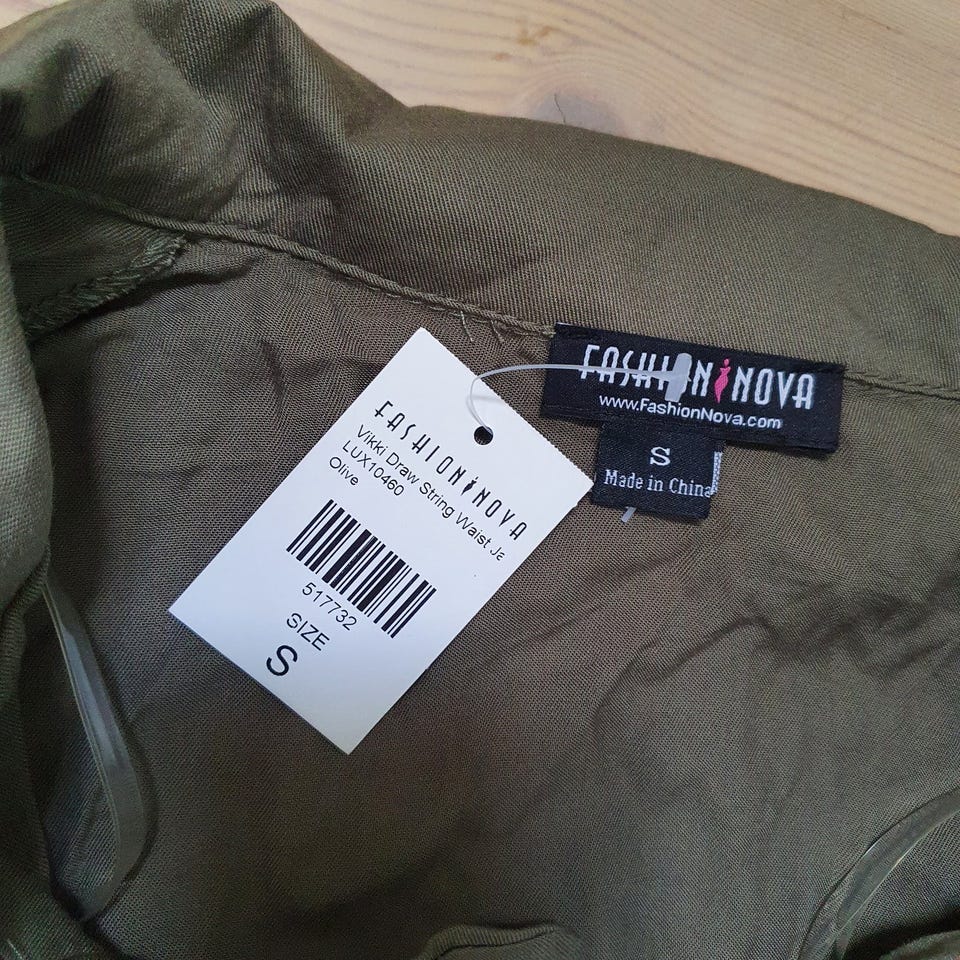 FASHION NOVA
Vikki Draw String Waist Ja
LUX10460
Olive
517732
SIZE
S
FASHION NOVA
www.FashionNova.com
S
Made in China